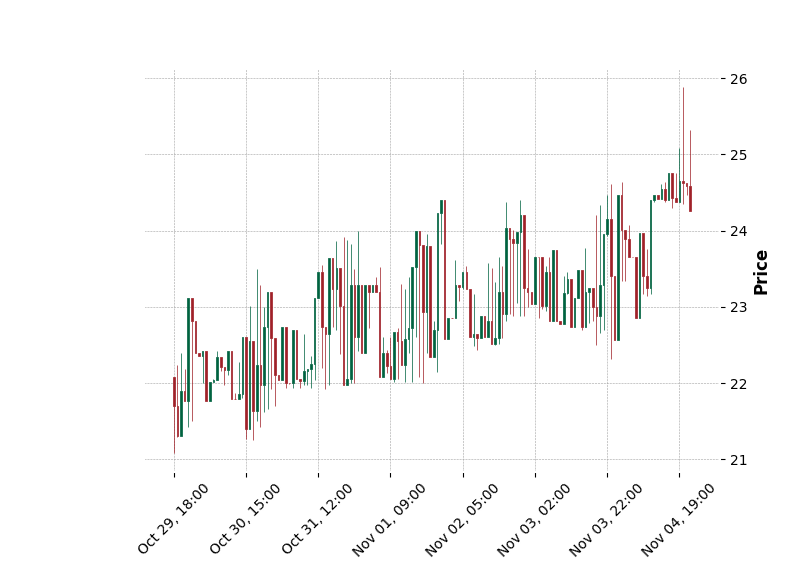 26
25
24
23
22
21
Price
Oct 29, 18:00
Oct 30, 15:00
Oct 31, 12:00
Nov 01, 09:00
Nov 02, 05:00
Nov 03, 02:00
Nov 03, 22:00
Nov 04, 19:00